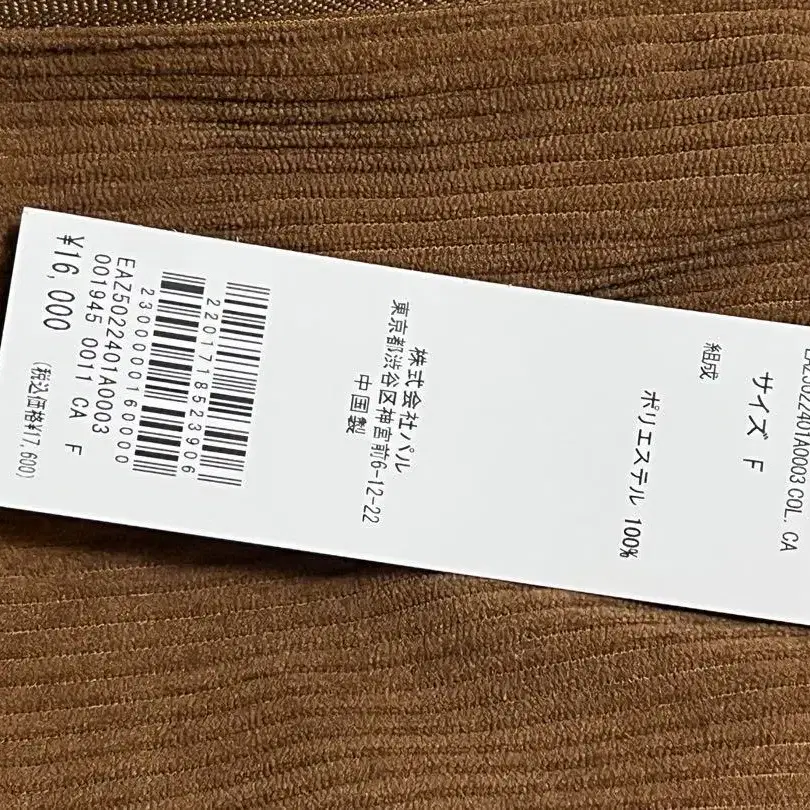 EAZ5022401A0003 COL. CA
サイズ F
組成
ポリエステル 100%
株式会社パル
東京都渋谷区神宮前6-12-22
中国製
2201718523906
2300000160000
EAZ5022401A0003
001945 0011 CA F
¥16,000
(税込価格¥17,600)